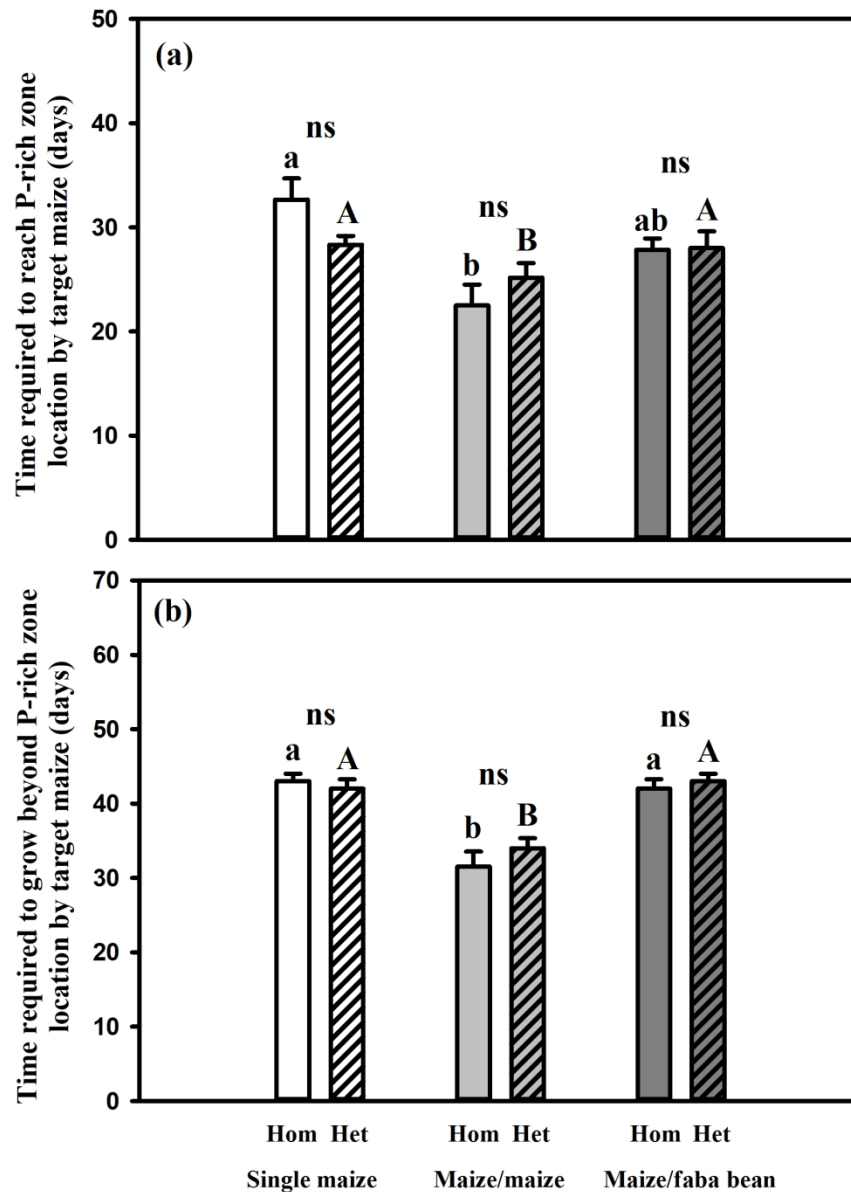 Time required to reach P-rich zone
location by target maize (days)
50
40
30
20
10
0
(a)
ns
a
A
ns
b
B
ns
ab
A
Time required to grow beyond P-rich zone
location by target maize (days)
70
60
50
40
30
20
10
0
(b)
ns
a
A
ns
b
B
ns
a
A
Hom Het Hom Het Hom Het
Single maize Maize/maize Maize/faba bean